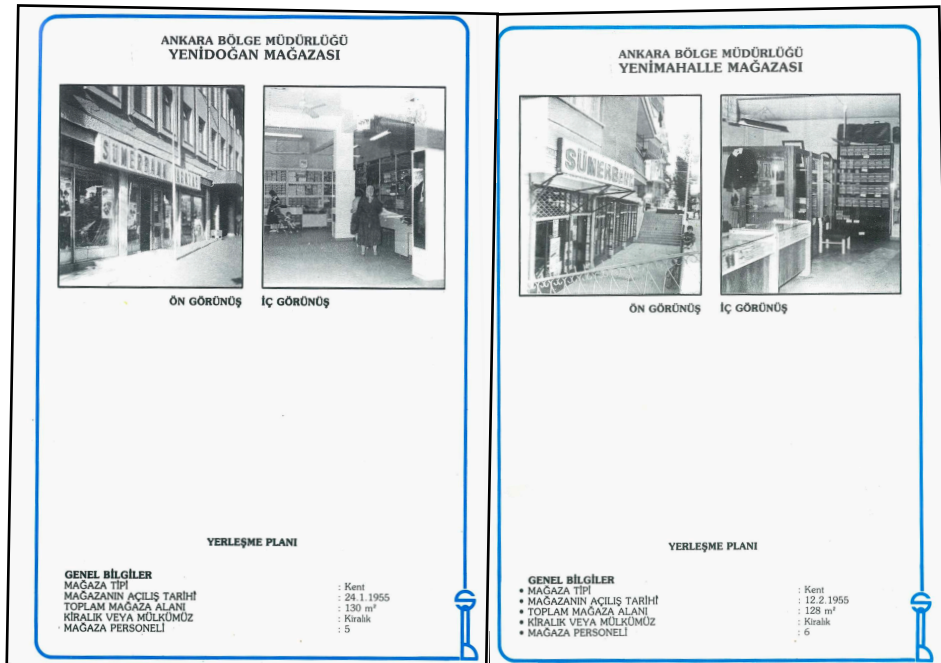 ANKARA BÖLGE MÜDÜRLÜĞÜ
YENİDOĞAN MAĞAZASI
SÜMERBANK
ÖN GÖRÜNÜŞ İÇ GÖRÜNÜŞ
YERLEŞME PLANI
GENEL BİLGİLER
MAĞAZA TİPİ : Kent
MAĞAZANIN AÇILIŞ TARİHİ : 24.1.1955
TOPLAM MAĞAZA ALANI : 130 m²
KİRALIK VEYA MÜLKÜMÜZ : Kiralık
MAĞAZA PERSONELİ : 5
ANKARA BÖLGE MÜDÜRLÜĞÜ
YENİMAHALLE MAĞAZASI
SÜMERBANK
ÖN GÖRÜNÜŞ İÇ GÖRÜNÜŞ
YERLEŞME PLANI
GENEL BİLGİLER
• MAĞAZA TİPİ : Kent
• MAĞAZANIN AÇILIŞ TARİHİ : 12.2.1955
• TOPLAM MAĞAZA ALANI : 128 m²
• KİRALIK VEYA MÜLKÜMÜZ : Kiralık
• MAĞAZA PERSONELİ : 6